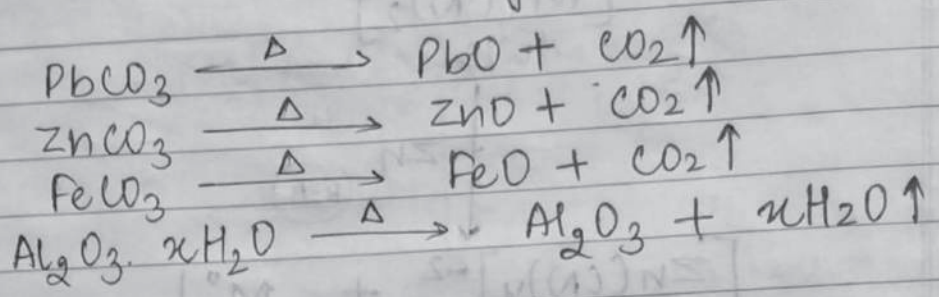 PbCO3 —Δ→ PbO + CO2↑
ZnCO3 —Δ→ ZnO + CO2↑
FeCO3 —Δ→ FeO + CO2↑
Al2O3. xH2O —Δ→ Al2O3 + xH2O↑